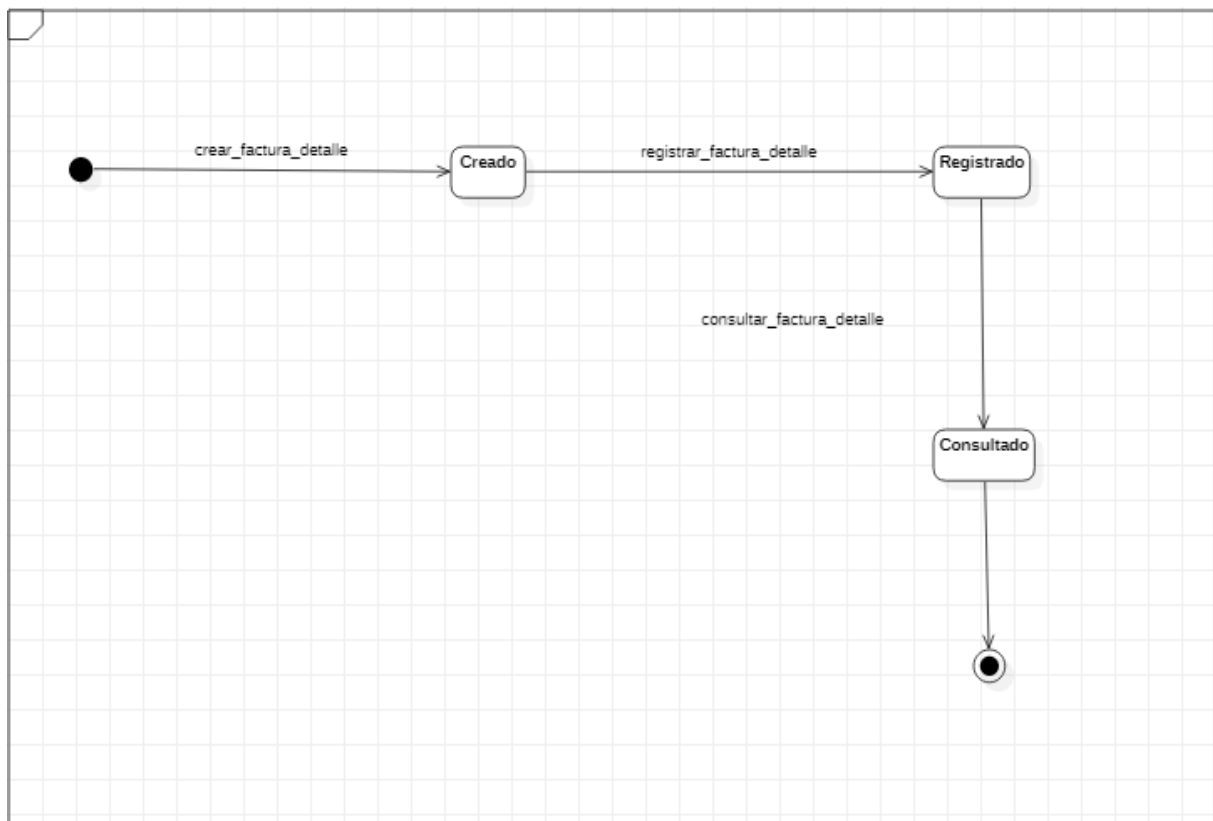 crear_factura_detalle
Creado
registrar_factura_detalle
Registrado
consultar_factura_detalle
Consultado